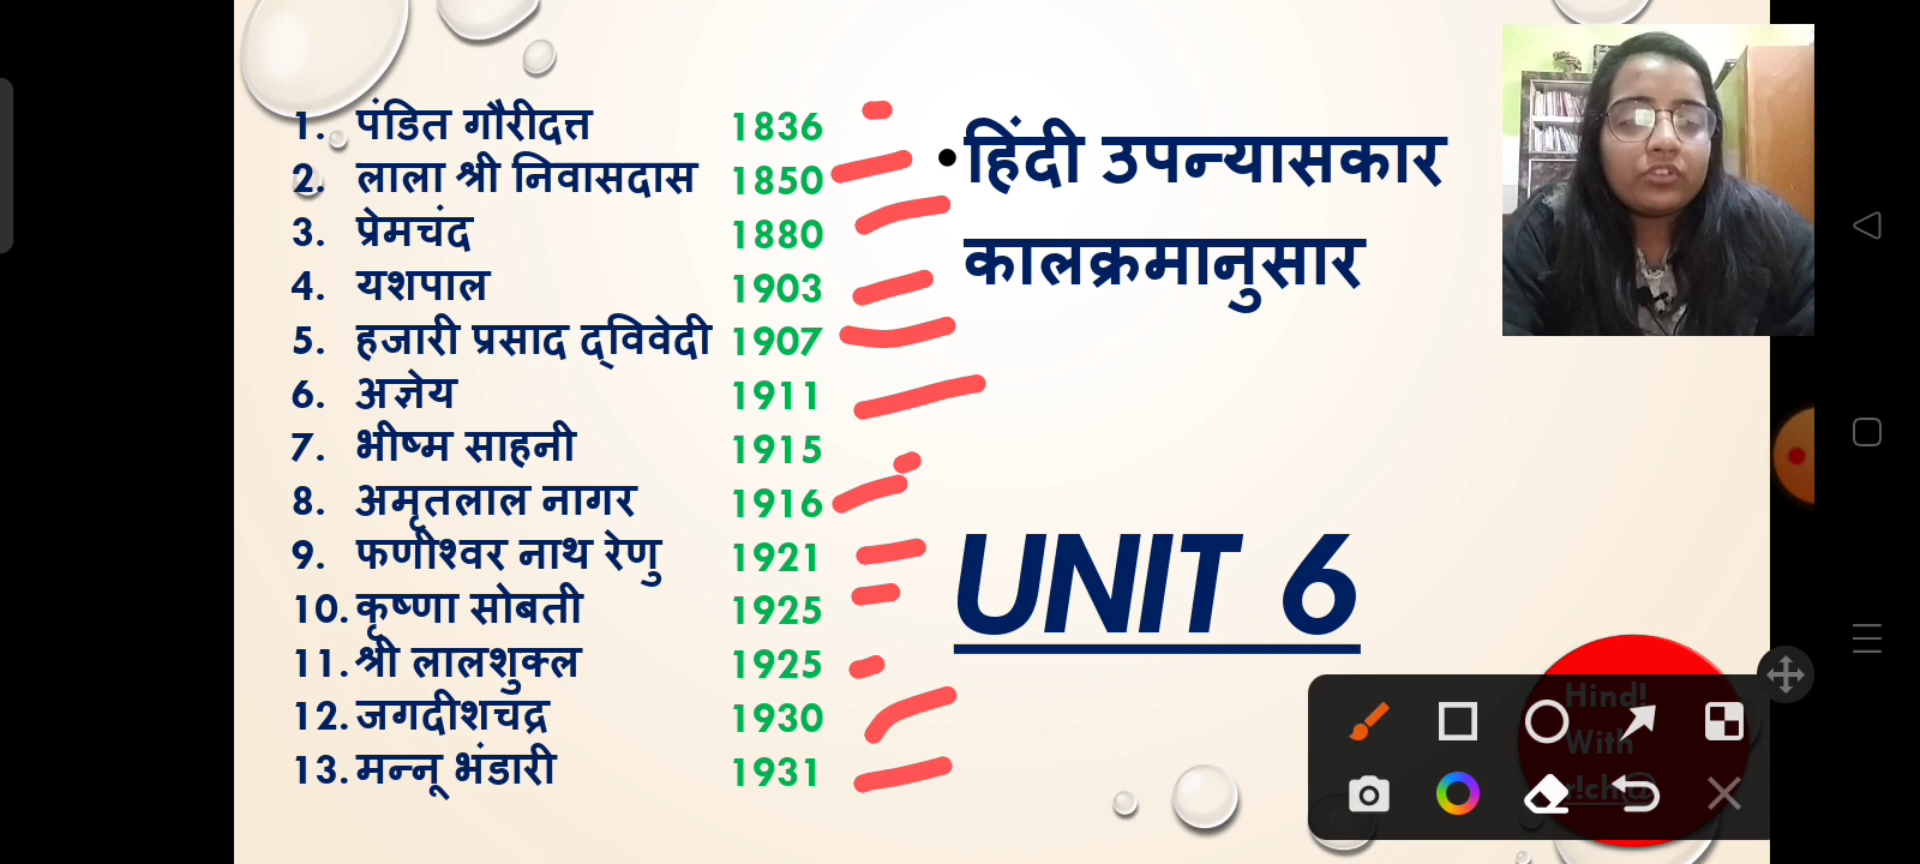 1. पंडित गौरीदत्त 1836
2. लाला श्री निवासदास 1850
3. प्रेमचंद 1880
4. यशपाल 1903
5. हजारी प्रसाद द्‌विवेदी 1907
6. अज्ञेय 1911
7. भीष्म साहनी 1915
8. अमृतलाल नागर 1916
9. फणीश्वर नाथ रेणु 1921
10. कृष्णा सोबती 1925
11. श्री लालशुक्ल 1925
12. जगदीशचंद्र 1930
13. मन्नू भंडारी 1931
• हिंदी उपन्यासकार
कालक्रमानुसार
UNIT 6
Hind!
With